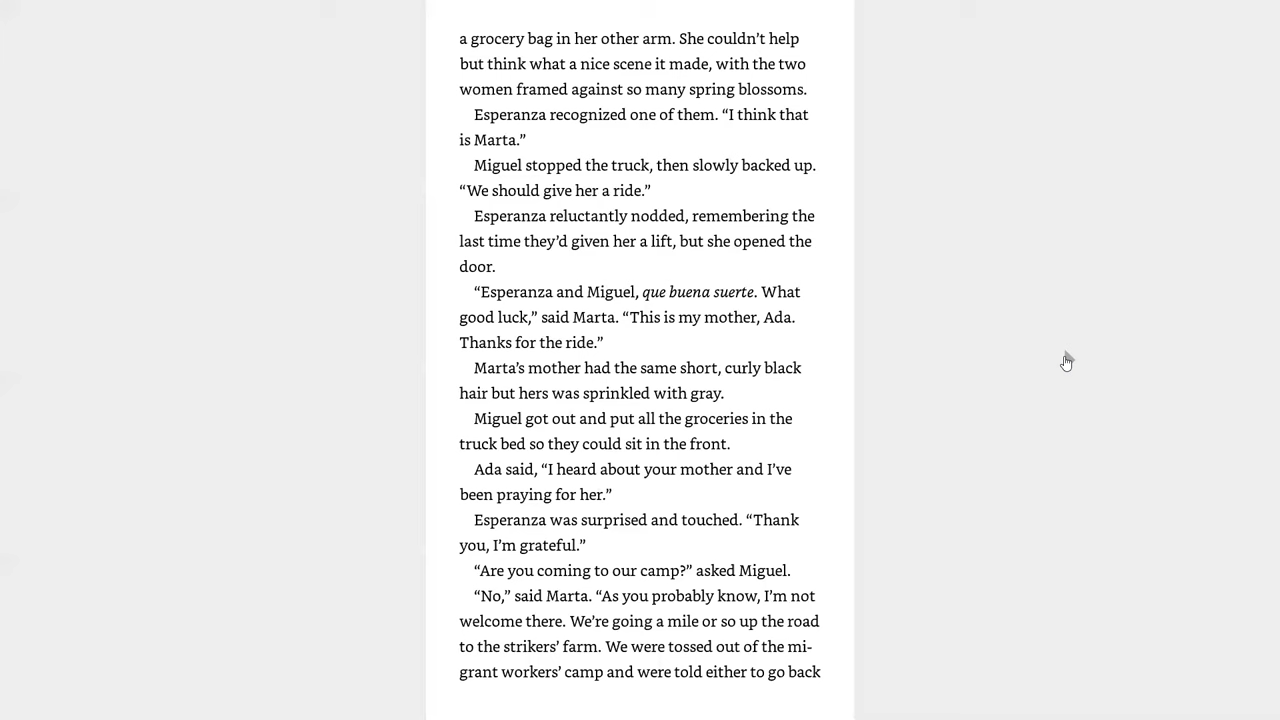 a grocery bag in her other arm. She couldn’t help
but think what a nice scene it made, with the two
women framed against so many spring blossoms.
Esperanza recognized one of them. “I think that
is Marta.”
Miguel stopped the truck, then slowly backed up.
“We should give her a ride.”
Esperanza reluctantly nodded, remembering the
last time they’d given her a lift, but she opened the
door.
“Esperanza and Miguel, que buena suerte. What
good luck,” said Marta. “This is my mother, Ada.
Thanks for the ride.”
Marta’s mother had the same short, curly black
hair but hers was sprinkled with gray.
Miguel got out and put all the groceries in the
truck bed so they could sit in the front.
Ada said, “I heard about your mother and I’ve
been praying for her.”
Esperanza was surprised and touched. “Thank
you, I’m grateful.”
“Are you coming to our camp?” asked Miguel.
“No,” said Marta. “As you probably know, I’m not
welcome there. We’re going a mile or so up the road
to the strikers’ farm. We were tossed out of the mi-
grant workers’ camp and were told either to go back